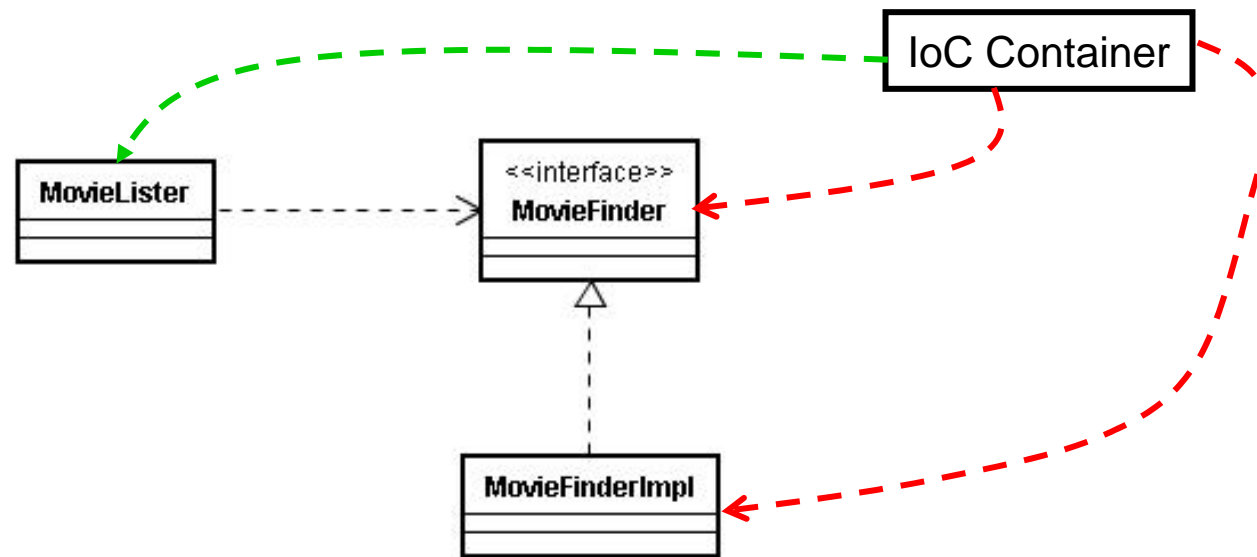 IoC Container
MovieLister
<<interface>>
MovieFinder
MovieFinderImpl